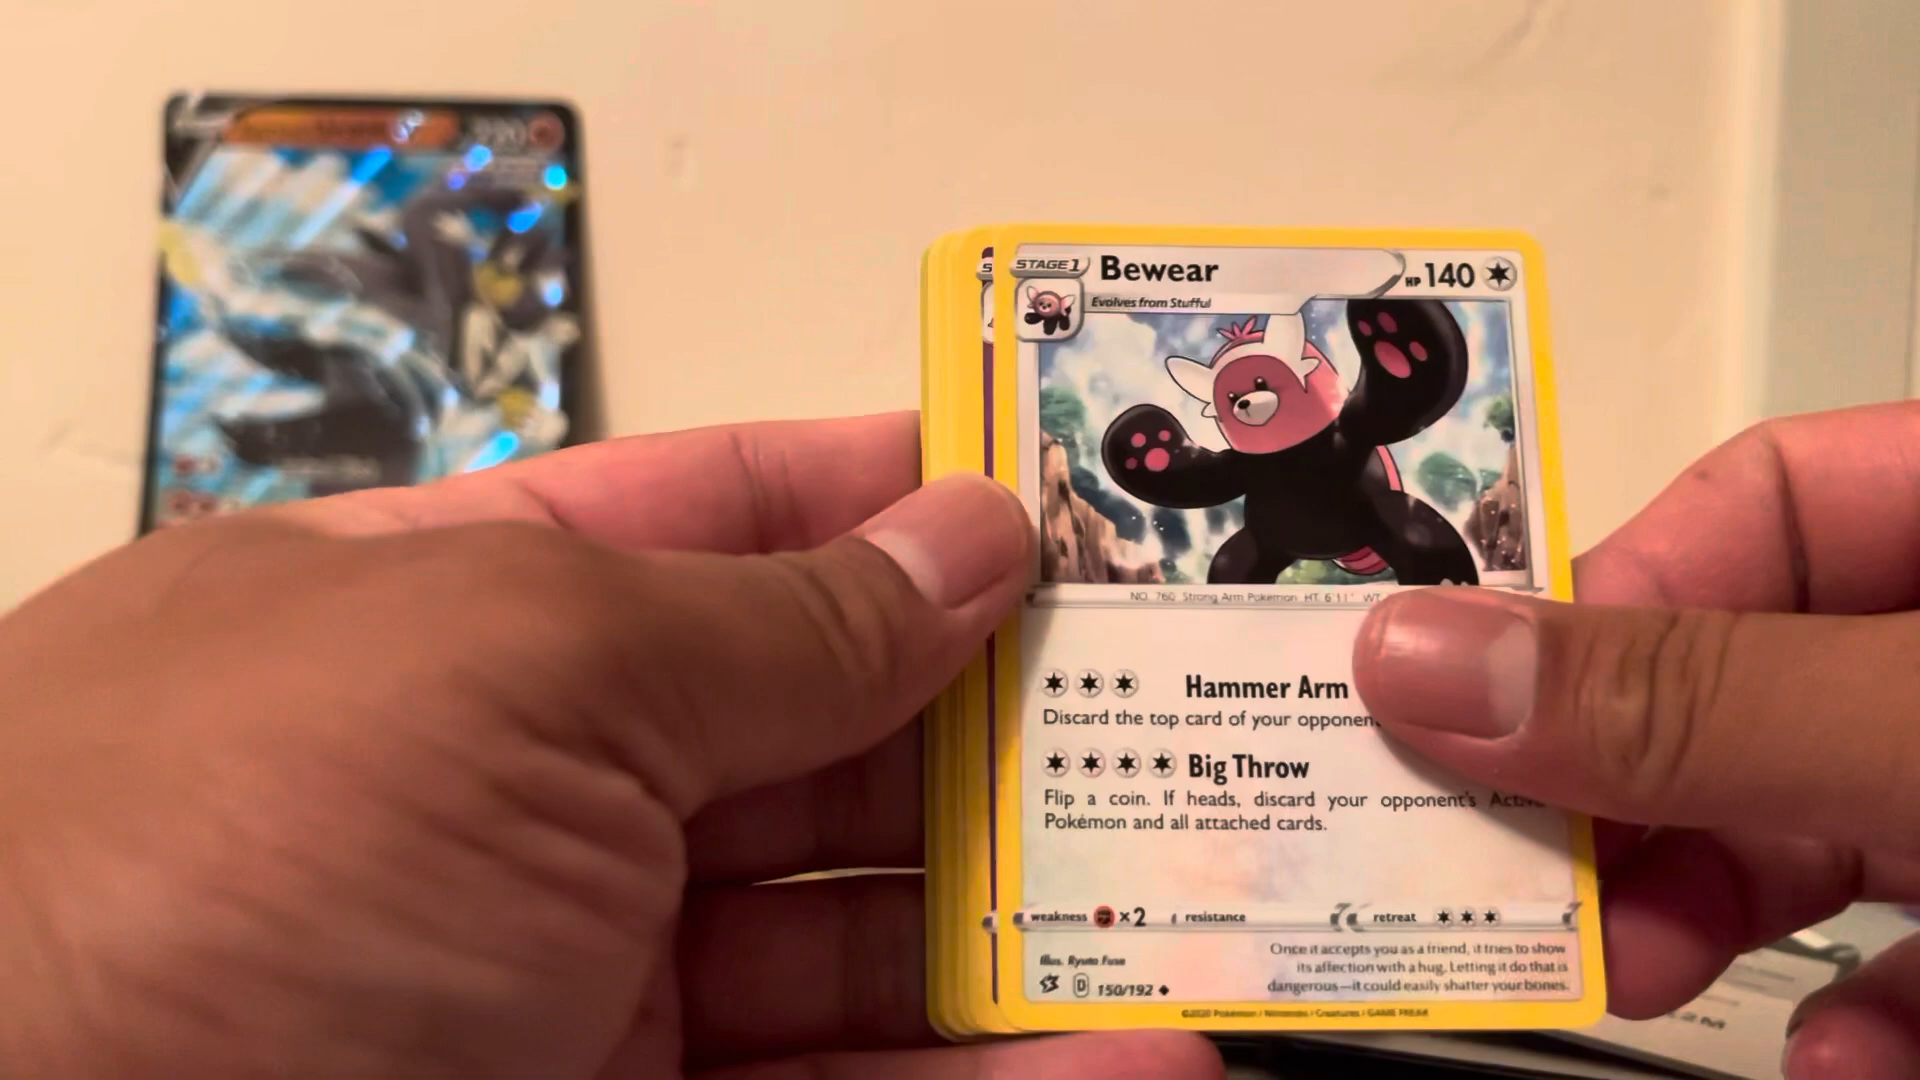 STAGE 1 Bewear HP 140
Evolves from Stufful
NO. 760 Strong Arm Pokémon HT. 6'11" WT.
Hammer Arm
Discard the top card of your opponen
Big Throw
Flip a coin. If heads, discard your opponent's Active
Pokémon and all attached cards.
weakness ×2 resistance retreat
Illus. Ryuta Fuse
Once it accepts you as a friend, it tries to show
its affection with a hug. Letting it do that is
dangerous—it could easily shatter your bones.
D 150/192
©2020 Pokémon / Nintendo / Creatures / GAME FREAK